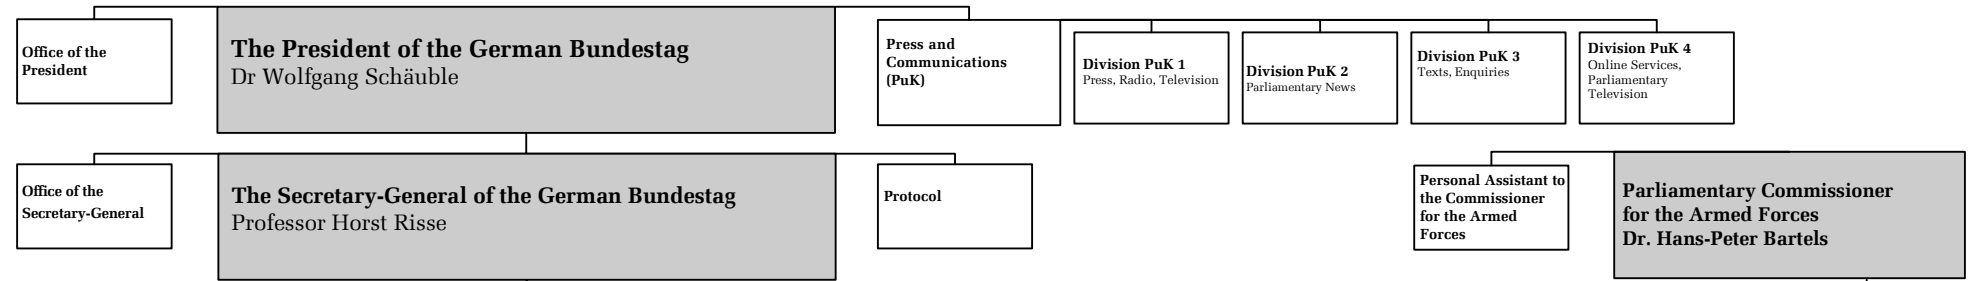 Office of the
President
The President of the German Bundestag
Dr Wolfgang Schäuble
Press and
Communications
(PuK)
Division PuK 1
Press, Radio, Television
Division PuK 2
Parliamentary News
Division PuK 3
Texts, Enquiries
Division PuK 4
Online Services,
Parliamentary
Television
Office of the
Secretary-General
The Secretary-General of the German Bundestag
Professor Horst Risse
Protocol
Personal Assistant to
the Commissioner
for the Armed
Forces
Parliamentary Commissioner
for the Armed Forces
Dr. Hans-Peter Bartels